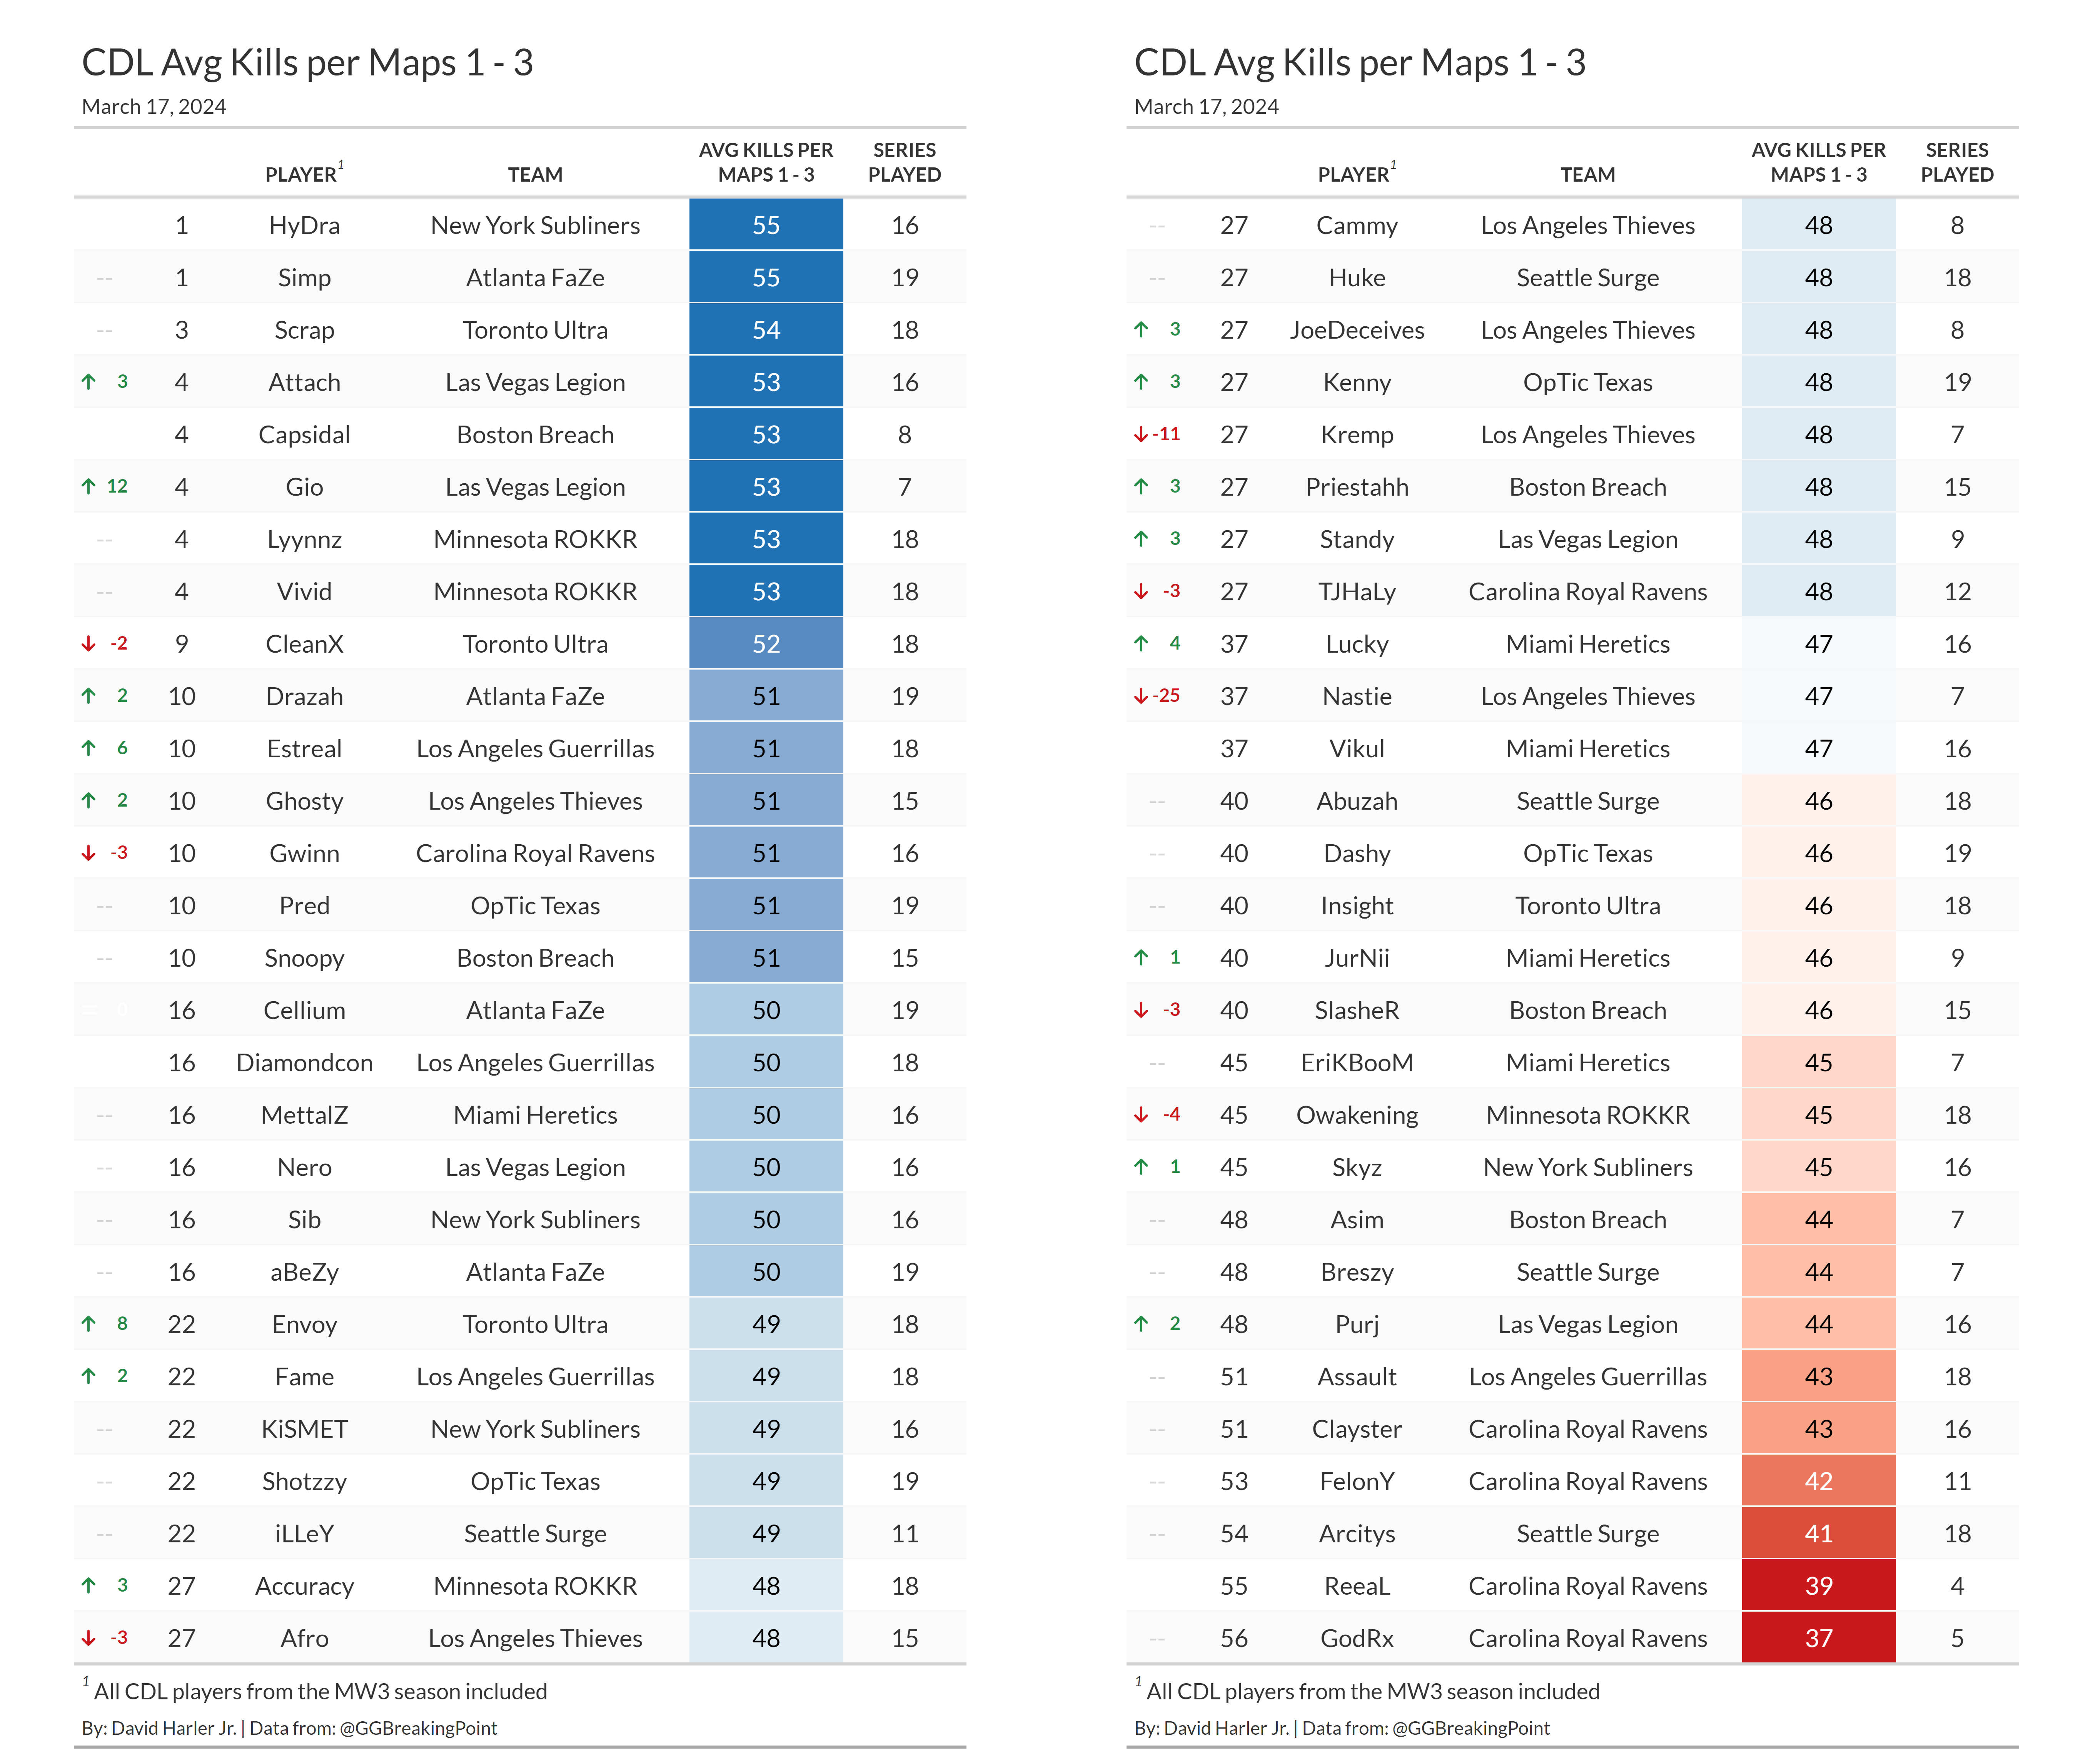 CDL Avg Kills per Maps 1 - 3
March 17, 2024
PLAYER1 TEAM AVG KILLS PER MAPS 1 - 3 SERIES PLAYED
1 HyDra New York Subliners 55 16
-- 1 Simp Atlanta FaZe 55 19
-- 3 Scrap Toronto Ultra 54 18
↑ 3 4 Attach Las Vegas Legion 53 16
4 Capsidal Boston Breach 53 8
↑ 12 4 Gio Las Vegas Legion 53 7
-- 4 Lyynnz Minnesota ROKKR 53 18
-- 4 Vivid Minnesota ROKKR 53 18
↓ -2 9 CleanX Toronto Ultra 52 18
↑ 2 10 Drazah Atlanta FaZe 51 19
↑ 6 10 Estreal Los Angeles Guerrillas 51 18
↑ 2 10 Ghosty Los Angeles Thieves 51 15
↓ -3 10 Gwinn Carolina Royal Ravens 51 16
-- 10 Pred OpTic Texas 51 19
-- 10 Snoopy Boston Breach 51 15
= 0 16 Cellium Atlanta FaZe 50 19
16 Diamondcon Los Angeles Guerrillas 50 18
-- 16 MettalZ Miami Heretics 50 16
-- 16 Nero Las Vegas Legion 50 16
-- 16 Sib New York Subliners 50 16
-- 16 aBeZy Atlanta FaZe 50 19
↑ 8 22 Envoy Toronto Ultra 49 18
↑ 2 22 Fame Los Angeles Guerrillas 49 18
-- 22 KiSMET New York Subliners 49 16
-- 22 Shotzzy OpTic Texas 49 19
-- 22 iLLeY Seattle Surge 49 11
↑ 3 27 Accuracy Minnesota ROKKR 48 18
↓ -3 27 Afro Los Angeles Thieves 48 15
1 All CDL players from the MW3 season included
By: David Harler Jr. | Data from: @GGBreakingPoint
CDL Avg Kills per Maps 1 - 3
March 17, 2024
PLAYER1 TEAM AVG KILLS PER MAPS 1 - 3 SERIES PLAYED
-- 27 Cammy Los Angeles Thieves 48 8
-- 27 Huke Seattle Surge 48 18
↑ 3 27 JoeDeceives Los Angeles Thieves 48 8
↑ 3 27 Kenny OpTic Texas 48 19
↓ -11 27 Kremp Los Angeles Thieves 48 7
↑ 3 27 Priestahh Boston Breach 48 15
↑ 3 27 Standy Las Vegas Legion 48 9
↓ -3 27 TJHaLy Carolina Royal Ravens 48 12
↑ 4 37 Lucky Miami Heretics 47 16
↓ -25 37 Nastie Los Angeles Thieves 47 7
37 Vikul Miami Heretics 47 16
-- 40 Abuzah Seattle Surge 46 18
-- 40 Dashy OpTic Texas 46 19
-- 40 Insight Toronto Ultra 46 18
↑ 1 40 JurNii Miami Heretics 46 9
↓ -3 40 SlasheR Boston Breach 46 15
-- 45 EriKBooM Miami Heretics 45 7
↓ -4 45 Owakening Minnesota ROKKR 45 18
↑ 1 45 Skyz New York Subliners 45 16
-- 48 Asim Boston Breach 44 7
-- 48 Breszy Seattle Surge 44 7
↑ 2 48 Purj Las Vegas Legion 44 16
-- 51 Assault Los Angeles Guerrillas 43 18
-- 51 Clayster Carolina Royal Ravens 43 16
-- 53 FelonY Carolina Royal Ravens 42 11
-- 54 Arcitys Seattle Surge 41 18
55 ReeaL Carolina Royal Ravens 39 4
-- 56 GodRx Carolina Royal Ravens 37 5
1 All CDL players from the MW3 season included
By: David Harler Jr. | Data from: @GGBreakingPoint